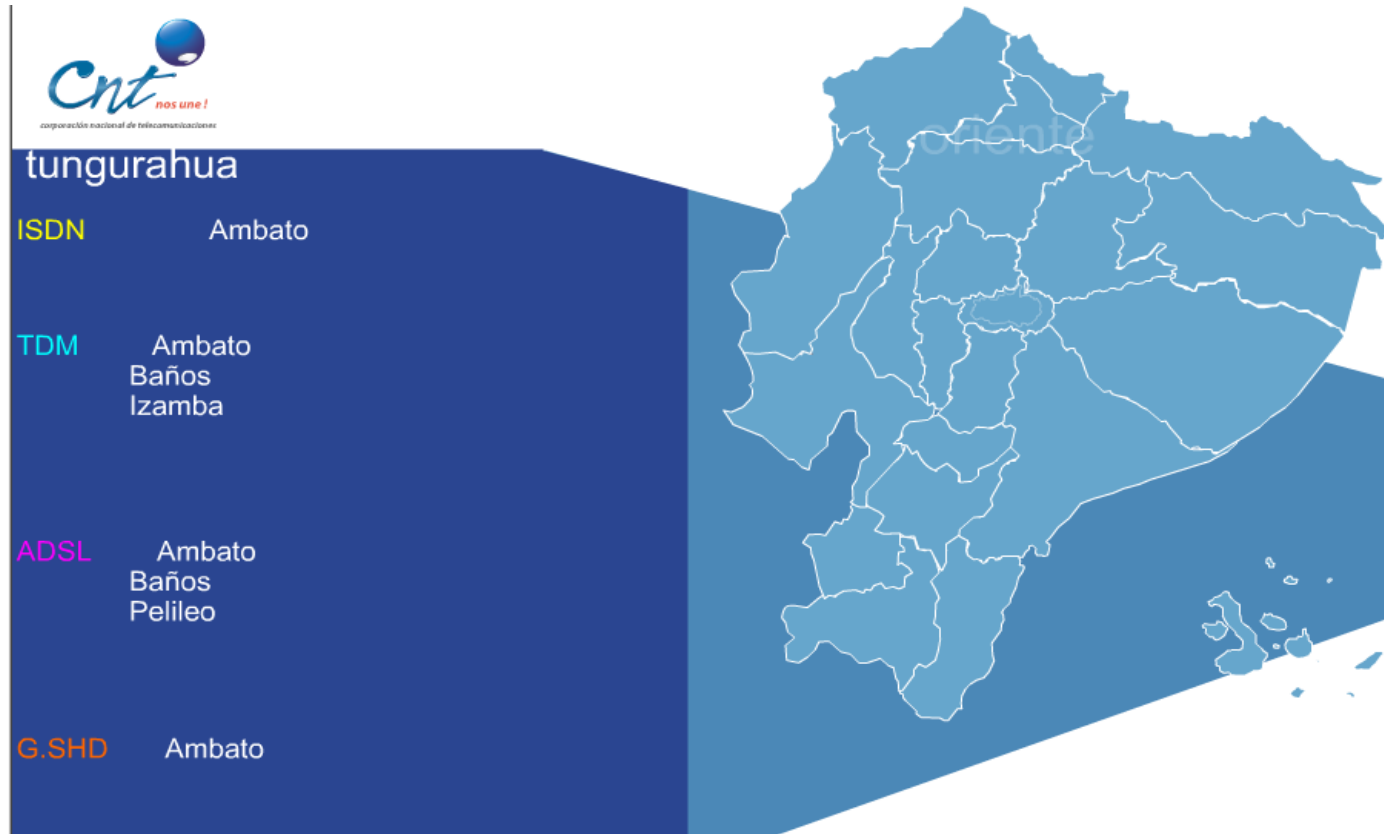 Cnt
nos une !
corporación nacional de telecomunicaciones
oriente
tungurahua
ISDN Ambato
TDM Ambato
Baños
Izamba
ADSL Ambato
Baños
Pelileo
G.SHD Ambato